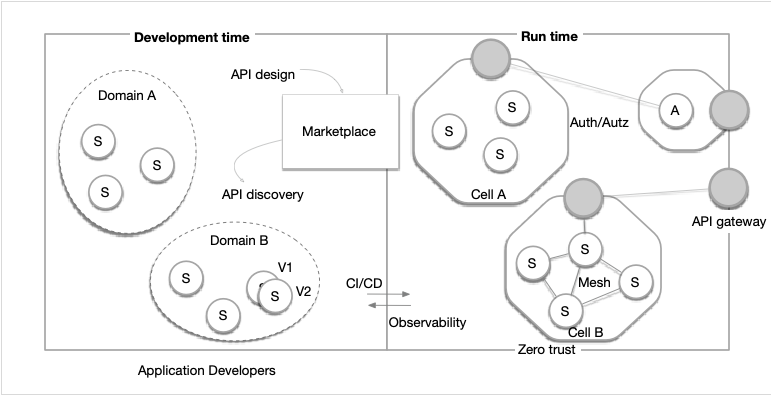 Development time
Run time
API design
Domain A
S
S
S
Marketplace
API discovery
Domain B
S
V1
S
V2
S
CI/CD
Observability
Application Developers
S
S
S
Cell A
Auth/Autz
A
API gateway
S
S
Mesh
S
S
Cell B
Zero trust